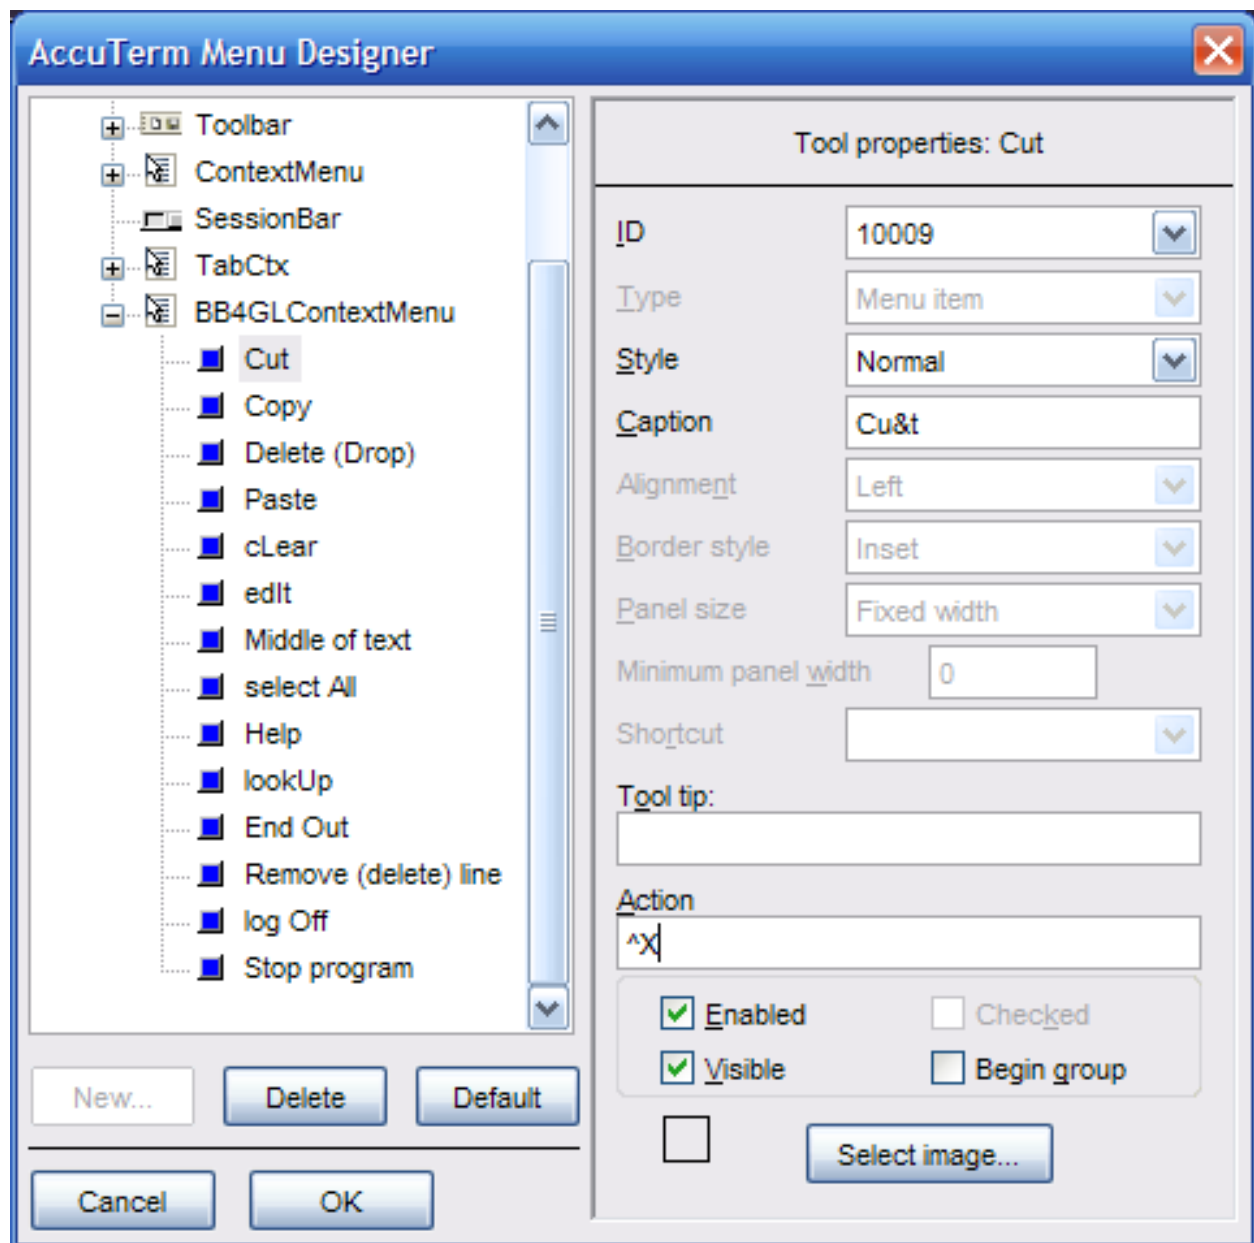 AccuTerm Menu Designer
Toolbar
ContextMenu
SessionBar
TabCtx
BB4GLContextMenu
Cut
Copy
Delete (Drop)
Paste
cLear
edIt
Middle of text
select All
Help
lookUp
End Out
Remove (delete) line
log Off
Stop program
New...
Delete
Default
Cancel
OK
Tool properties: Cut
ID
10009
Type
Menu item
Style
Normal
Caption
Cu&t
Alignment
Left
Border style
Inset
Panel size
Fixed width
Minimum panel width
0
Shortcut
Tool tip:
Action
^X
Enabled
Checked
Visible
Begin group
Select image...